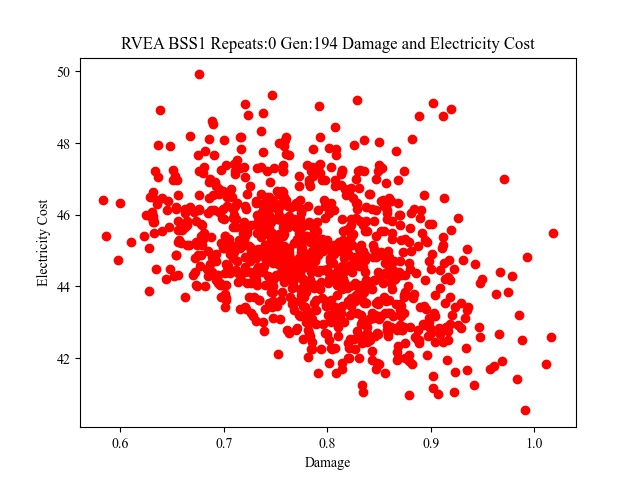 RVEA BSS1 Repeats:0 Gen:194 Damage and Electricity Cost
50
48
46
44
42
Electricity Cost
0.6 0.7 0.8 0.9 1.0
Damage